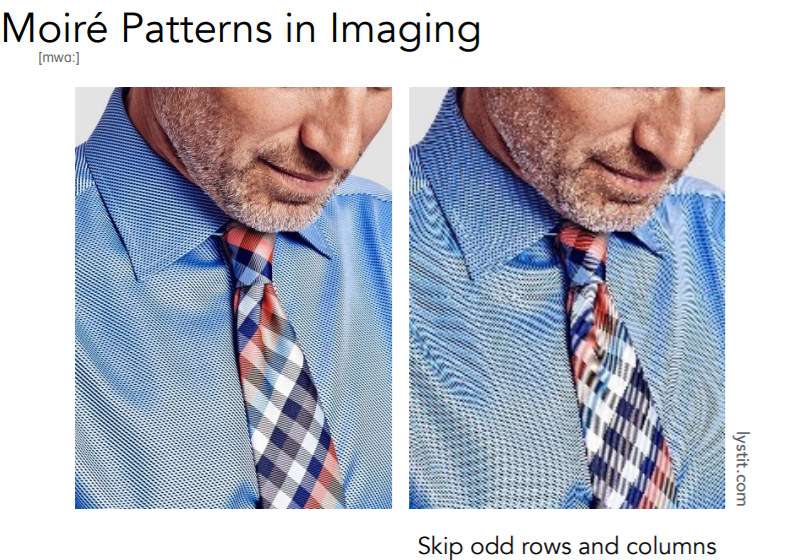 Moiré Patterns in Imaging
[mwɑː]
lystit.com
Skip odd rows and columns